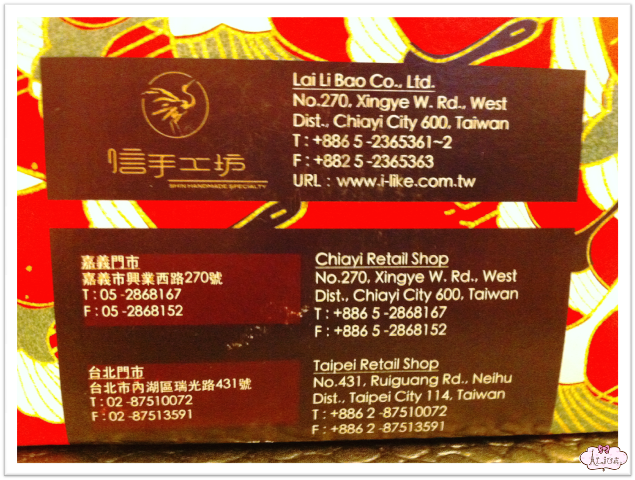 信手工坊
SHIN HANDMADE SPECIALTY
Lai Li Bao Co., Ltd.
No.270, Xingye W. Rd., West
Dist., Chiayi City 600, Taiwan
T : +886 5 -2365361~2
F : +882 5 -2365363
URL : www.i-like.com.tw
嘉義門市
嘉義市興業西路270號
T : 05 -2868167
F : 05 -2868152
Chiayi Retail Shop
No.270, Xingye W. Rd., West
Dist., Chiayi City 600, Taiwan
T : +886 5 -2868167
F : +886 5 -2868152
台北門市
台北市內湖區瑞光路431號
T : 02 -87510072
F : 02 -87513591
Taipei Retail Shop
No.431, Ruiguang Rd., Neihu
Dist., Taipei City 114, Taiwan
T : +886 2 -87510072
F : +886 2 -87513591